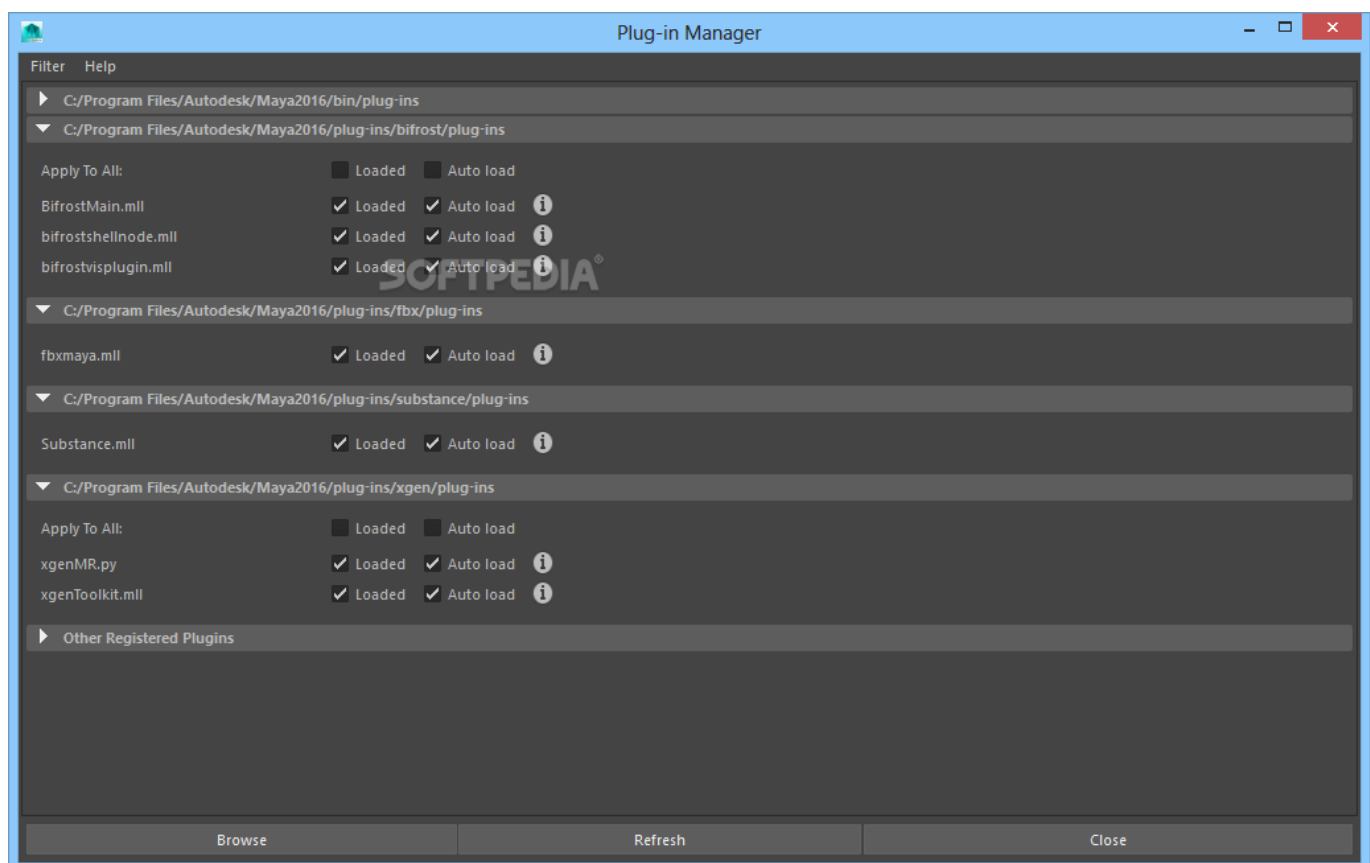 Plug-in Manager
Filter Help
C:/Program Files/Autodesk/Maya2016/bin/plug-ins
C:/Program Files/Autodesk/Maya2016/plug-ins/bifrost/plug-ins
Apply To All: Loaded Auto load
BifrostMain.mll Loaded Auto load
bifrostshellnode.mll Loaded Auto load
bifrostvisplugin.mll Loaded Auto load
SOFTPEDIA®
C:/Program Files/Autodesk/Maya2016/plug-ins/fbx/plug-ins
fbxmaya.mll Loaded Auto load
C:/Program Files/Autodesk/Maya2016/plug-ins/substance/plug-ins
Substance.mll Loaded Auto load
C:/Program Files/Autodesk/Maya2016/plug-ins/xgen/plug-ins
Apply To All: Loaded Auto load
xgenMR.py Loaded Auto load
xgenToolkit.mll Loaded Auto load
Other Registered Plugins
Browse Refresh Close